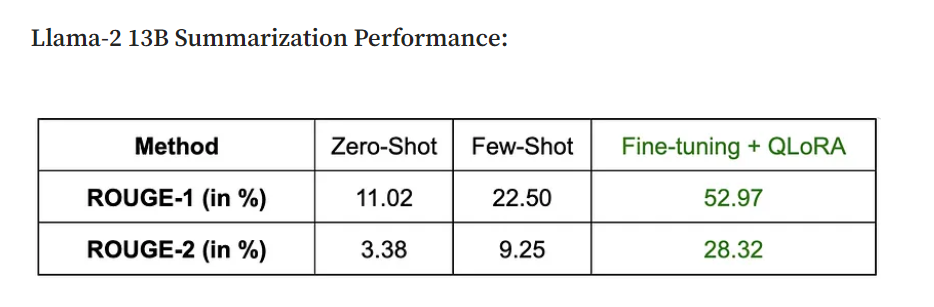 Llama-2 13B Summarization Performance:
Method Zero-Shot Few-Shot Fine-tuning + QLoRA
ROUGE-1 (in %) 11.02 22.50 52.97
ROUGE-2 (in %) 3.38 9.25 28.32